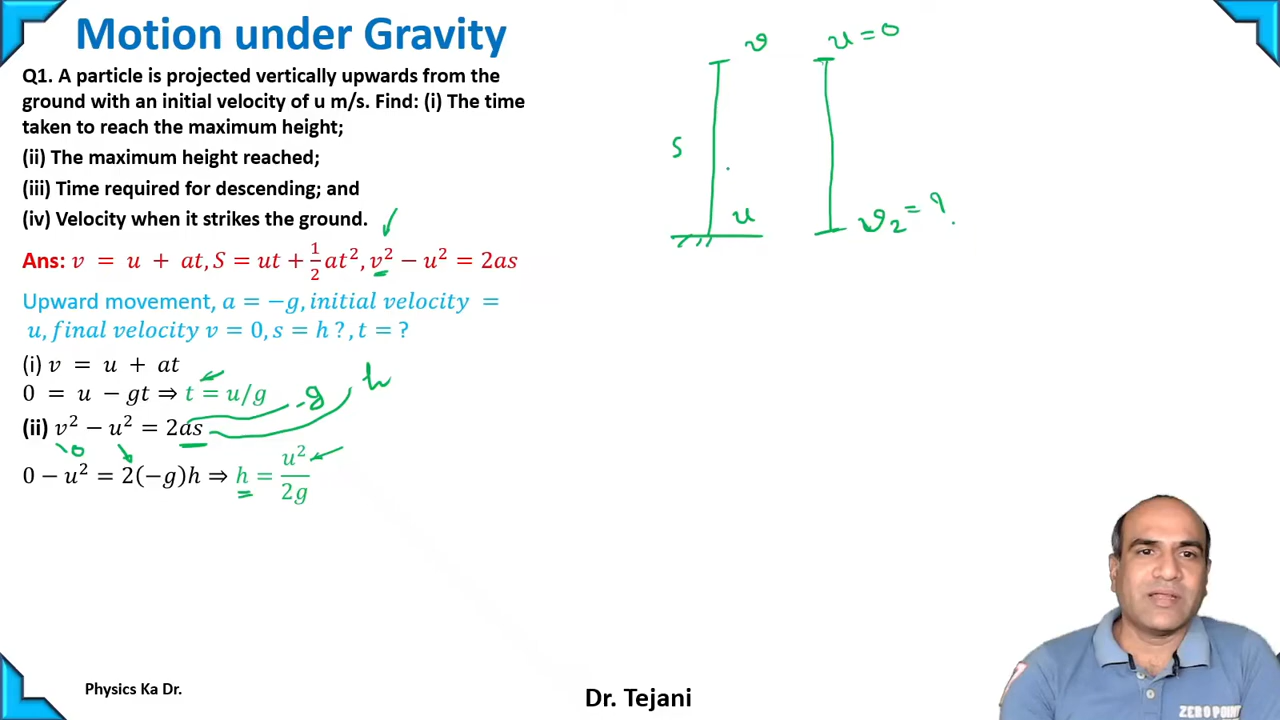 Motion under Gravity
Q1. A particle is projected vertically upwards from the
ground with an initial velocity of u m/s. Find: (i) The time
taken to reach the maximum height;
(ii) The maximum height reached;
(iii) Time required for descending; and
(iv) Velocity when it strikes the ground.
Ans: v = u + at, S = ut + 1/2 at², v² − u² = 2as
Upward movement, a = −g, initial velocity =
u, final velocity v = 0, s = h ?, t = ?
(i) v = u + at
0 = u − gt ⇒ t = u/g
-g
h
(ii) v² − u² = 2as
0
0 − u² = 2(−g)h ⇒ h = u²/2g
v
S
u
u = 0
v₂ = ?
ZERO POINT
Physics Ka Dr.
Dr. Tejani